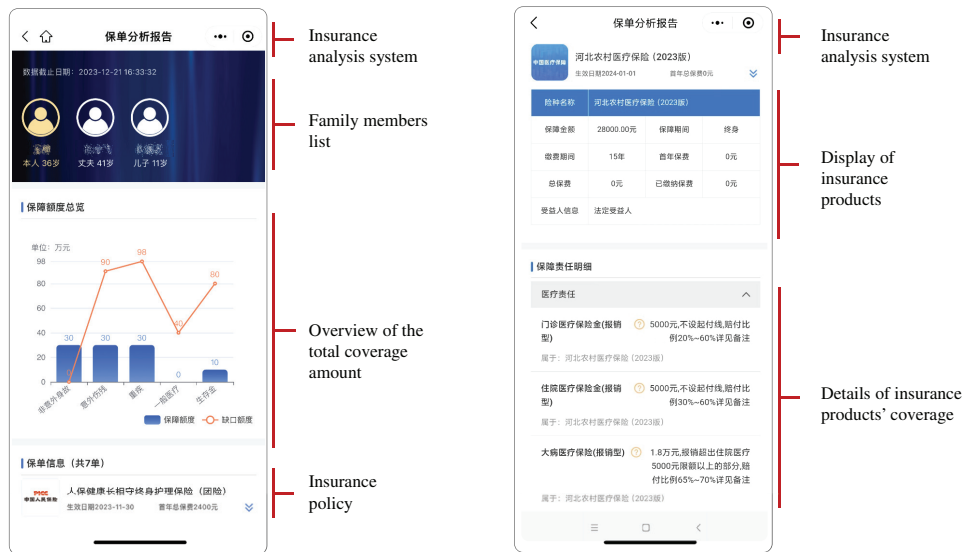 保单分析报告
数据截止日期：2023-12-21 16:33:32
本人 36岁
丈夫 41岁
儿子 11岁
保障额度总览
单位：万元
98
80
60
40
20
0
30
30
30
0
10
0
90
98
40
80
非意外身故
意外伤残
重疾
一般医疗
生存金
保障额度
缺口额度
保单信息（共7单）
PICC
中国人民保险
人保健康长相守终身护理保险（团险）
生效日期2023-11-30
首年总保费2400元
Insurance
analysis system
Family members
list
Overview of the
total coverage
amount
Insurance
policy
保单分析报告
中国医疗保险
河北农村医疗保险（2023版）
生效日期2024-01-01
首年总保费0元
险种名称
河北农村医疗保险（2023版）
保障金额
28000.00元
保障期间
终身
缴费期间
15年
首年保费
0元
总保费
0元
已缴纳保费
0元
受益人信息
法定受益人
保障责任明细
医疗责任
门诊医疗保险金(报销
型)
5000元,不设起付线,赔付比
例20%~60%详见备注
属于：河北农村医疗保险（2023版）
住院医疗保险金(报销
型)
5000元,不设起付线,赔付比
例30%~60%详见备注
属于：河北农村医疗保险（2023版）
大病医疗保险(报销型)
1.8万元,报销超出住院医疗
5000元限额以上的部分,赔
付比例65%~70%详见备注
属于：河北农村医疗保险（2023版）
Insurance
analysis system
Display of
insurance
products
Details of insurance
products’ coverage